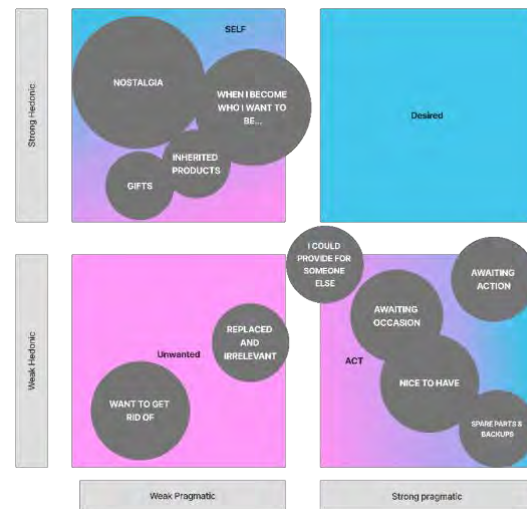 SELF
NOSTALGIA
WHEN I BECOME
WHO I WANT TO
BE...
INHERITED
PRODUCTS
GIFTS
Strong Hedonic
Desired
I COULD
PROVIDE FOR
SOMEONE
ELSE
AWAITING
ACTION
AWAITING
OCCASION
REPLACED
AND
IRRELEVANT
Unwanted
ACT
NICE TO HAVE
WANT TO GET
RID OF
SPARE PARTS &
BACKUPS
Weak Hedonic
Weak Pragmatic
Strong pragmatic